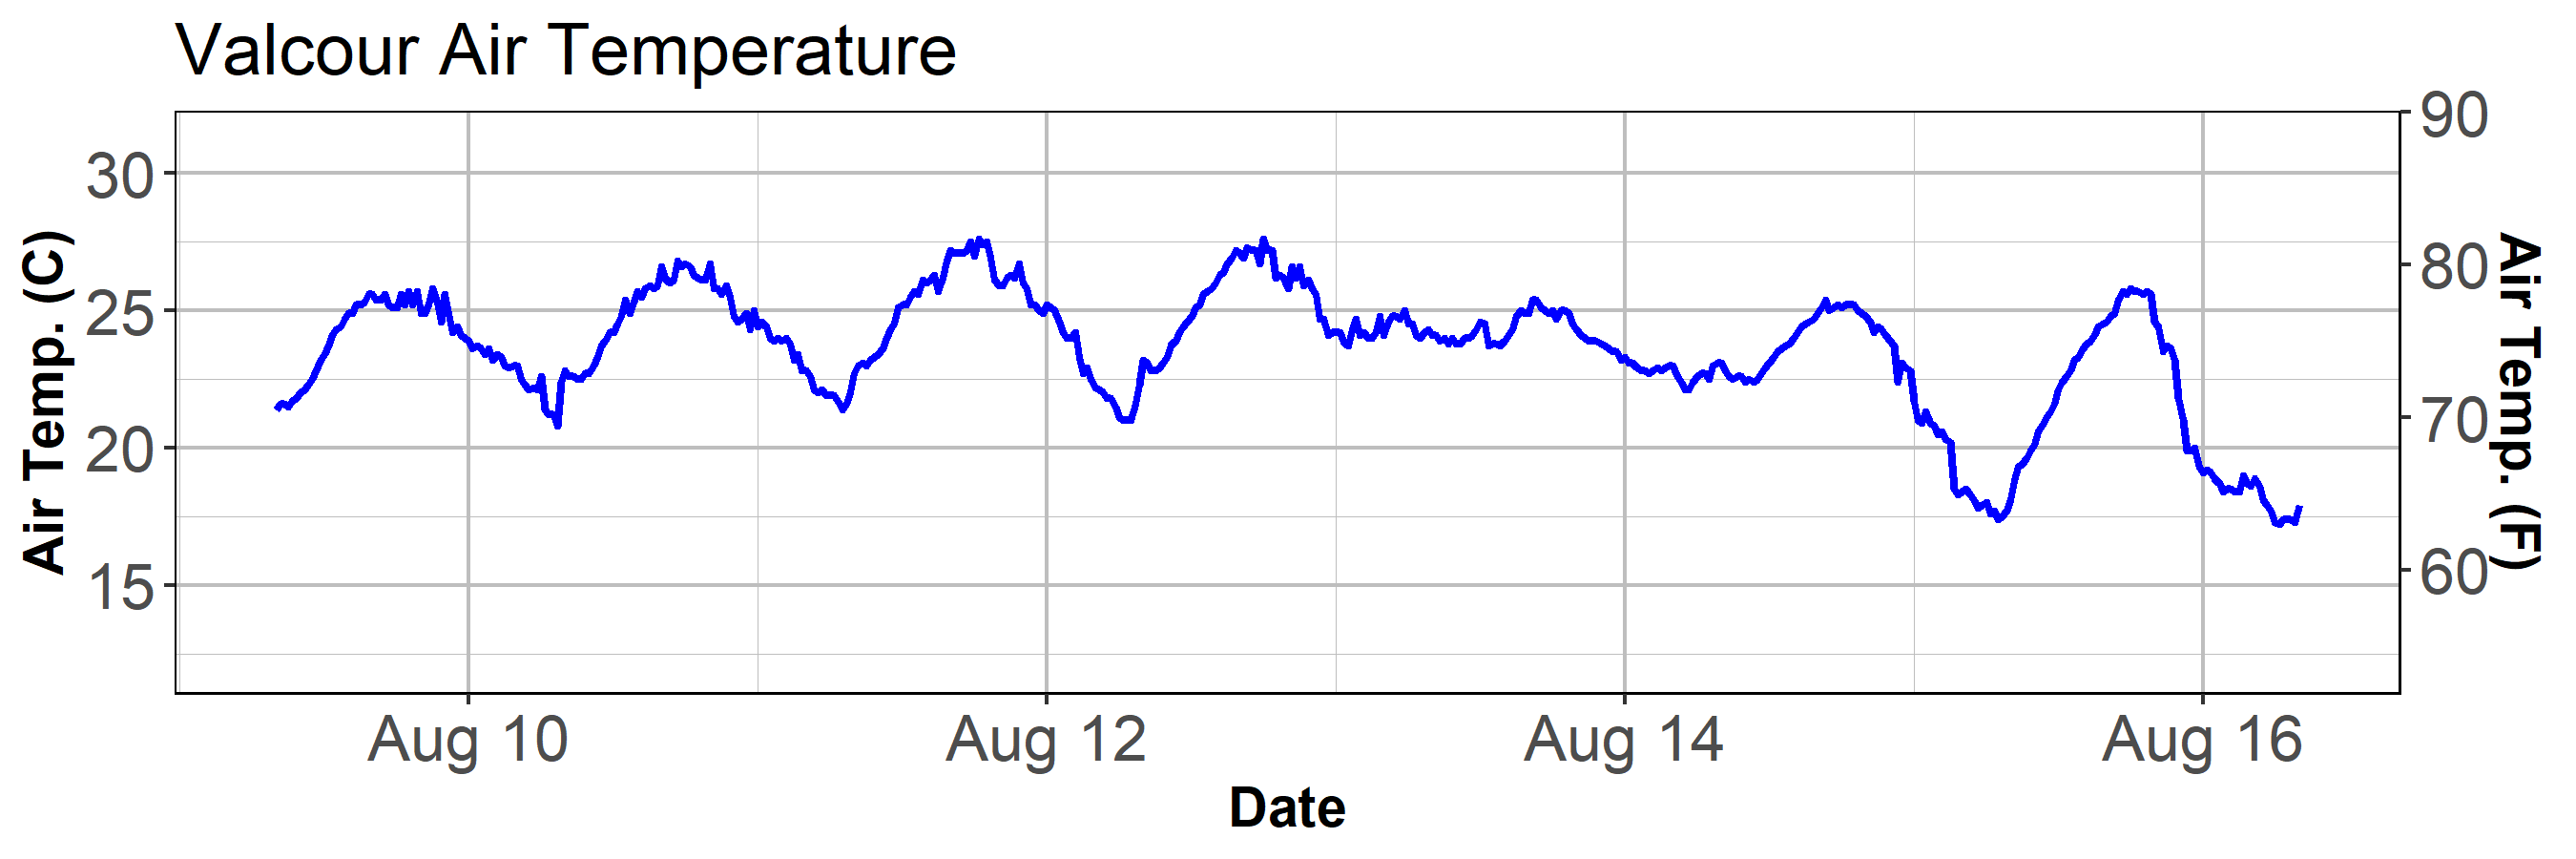 Valcour Air Temperature
Air Temp. (C)
30
25
20
15
90
80
70
60
Air Temp. (F)
Aug 10
Aug 12
Aug 14
Aug 16
Date